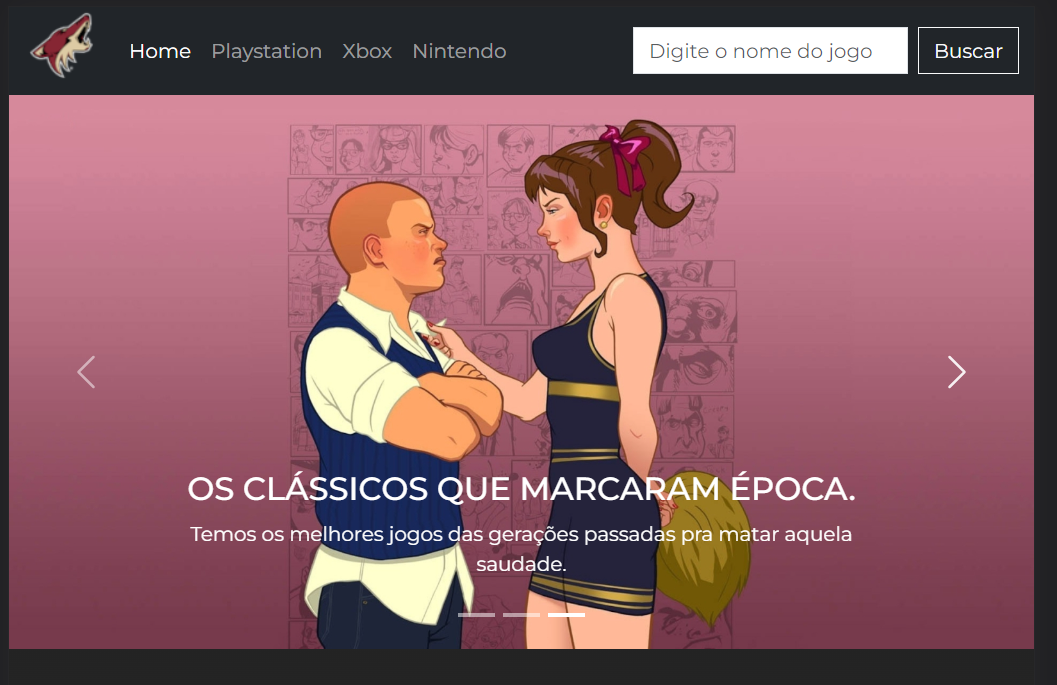 Home Playstation Xbox Nintendo Digite o nome do jogo Buscar
OS CLÁSSICOS QUE MARCARAM ÉPOCA.
Temos os melhores jogos das gerações passadas pra matar aquela
saudade.